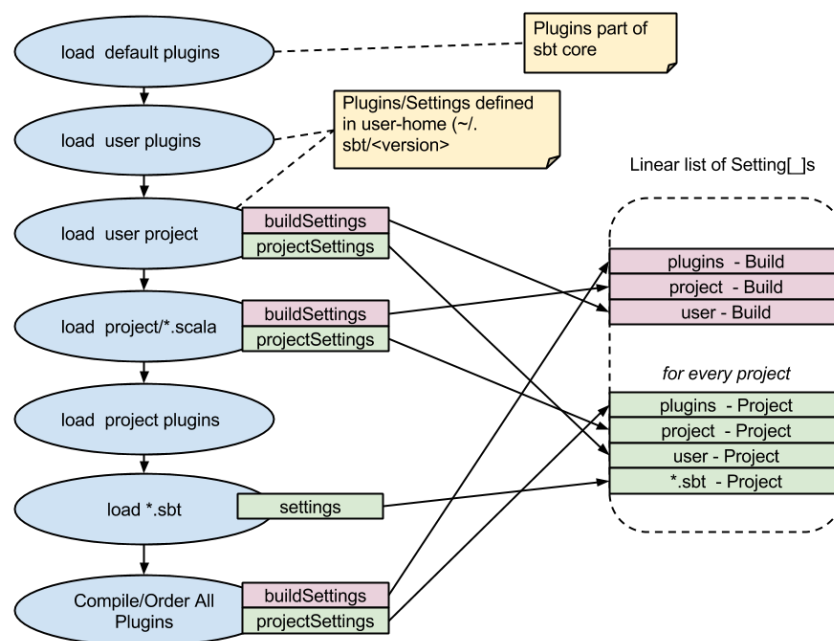 load default plugins
Plugins part of
sbt core
load user plugins
Plugins/Settings defined
in user-home (~/.
sbt/<version>
Linear list of Setting[_]s
load user project
buildSettings
projectSettings
plugins - Build
project - Build
user - Build
load project/*.scala
buildSettings
projectSettings
for every project
plugins - Project
project - Project
user - Project
*.sbt - Project
load project plugins
load *.sbt
settings
Compile/Order All
Plugins
buildSettings
projectSettings